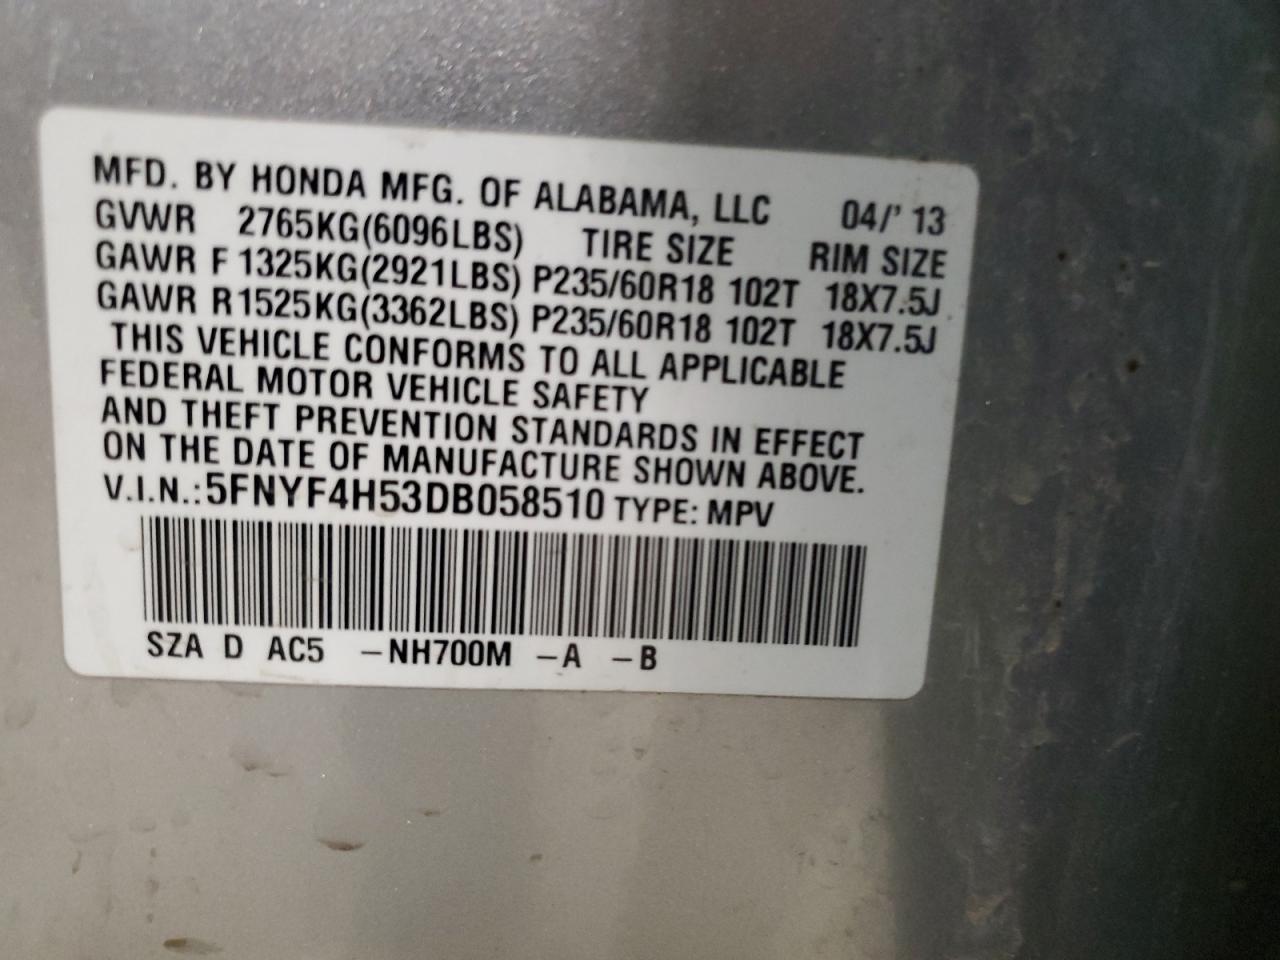 MFD. BY HONDA MFG. OF ALABAMA, LLC 04/' 13
GVWR 2765KG(6096LBS) TIRE SIZE RIM SIZE
GAWR F 1325KG(2921LBS) P235/60R18 102T 18X7.5J
GAWR R1525KG(3362LBS) P235/60R18 102T 18X7.5J
THIS VEHICLE CONFORMS TO ALL APPLICABLE
FEDERAL MOTOR VEHICLE SAFETY
AND THEFT PREVENTION STANDARDS IN EFFECT
ON THE DATE OF MANUFACTURE SHOWN ABOVE.
V.I.N.:5FNYF4H53DB058510 TYPE: MPV
SZA D AC5 -NH700M -A -B